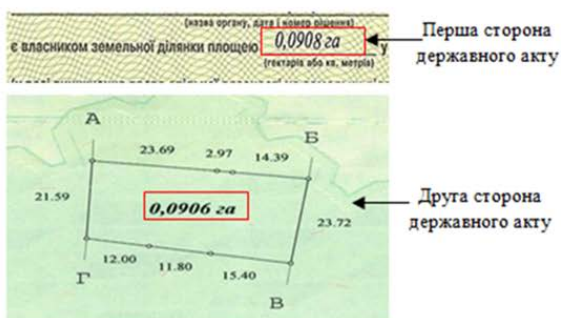 (назва органу, дата і номер рішення)
є власником земельної ділянки площею 0,0908 га у
(гектарів або кв. метрів)
Перша сторона
державного акту
А
Б
23.69 2.97 14.39
21.59
0,0906 га
23.72
Друга сторона
державного акту
12.00
11.80
15.40
Г
В